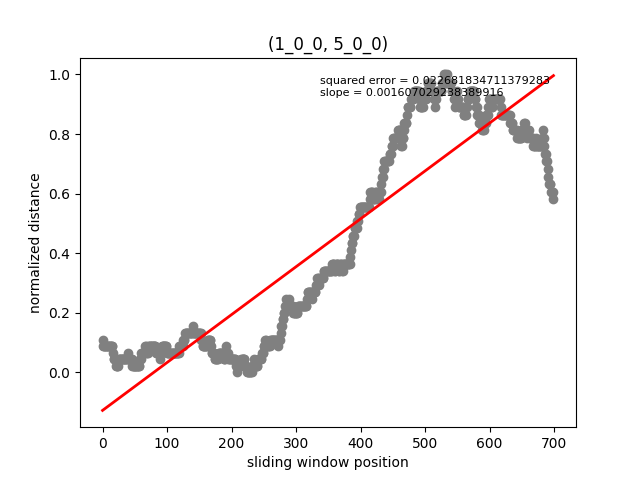 (1_0_0, 5_0_0)
squared error = 0.022681834711379283
slope = 0.001607029238389916
1.0
0.8
0.6
0.4
0.2
0.0
normalized distance
0 100 200 300 400 500 600 700
sliding window position